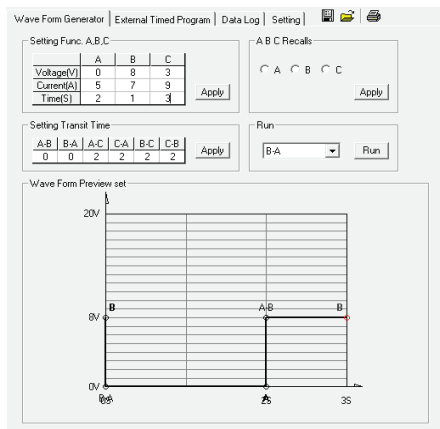 Wave Form Generator External Timed Program Data Log Setting
Setting Func. A,B,C
A B C
Voltage(V) 0 8 3
Current(A) 5 7 9
Time(S) 2 1 3
Apply
A B C Recalls
A B C
Apply
Setting Transit Time
A-B B-A A-C C-A B-C C-B
0 0 2 2 2 2
Apply
Run
B-A Run
Wave Form Preview set
20V
B A-B B
8V
0V
B-A A
0S 2S 3S